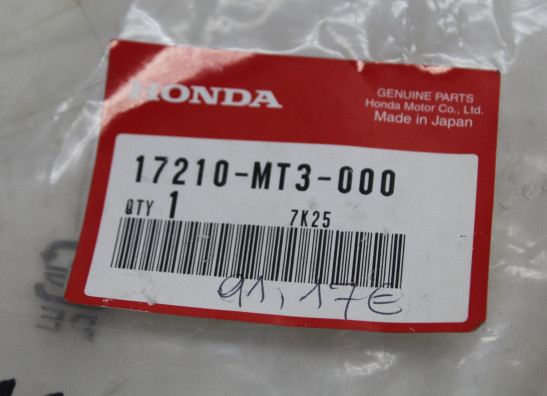 HONDA
GENUINE PARTS
Honda Motor Co., Ltd.
Made in Japan
17210-MT3-000
QTY 1 7K25
91,17€